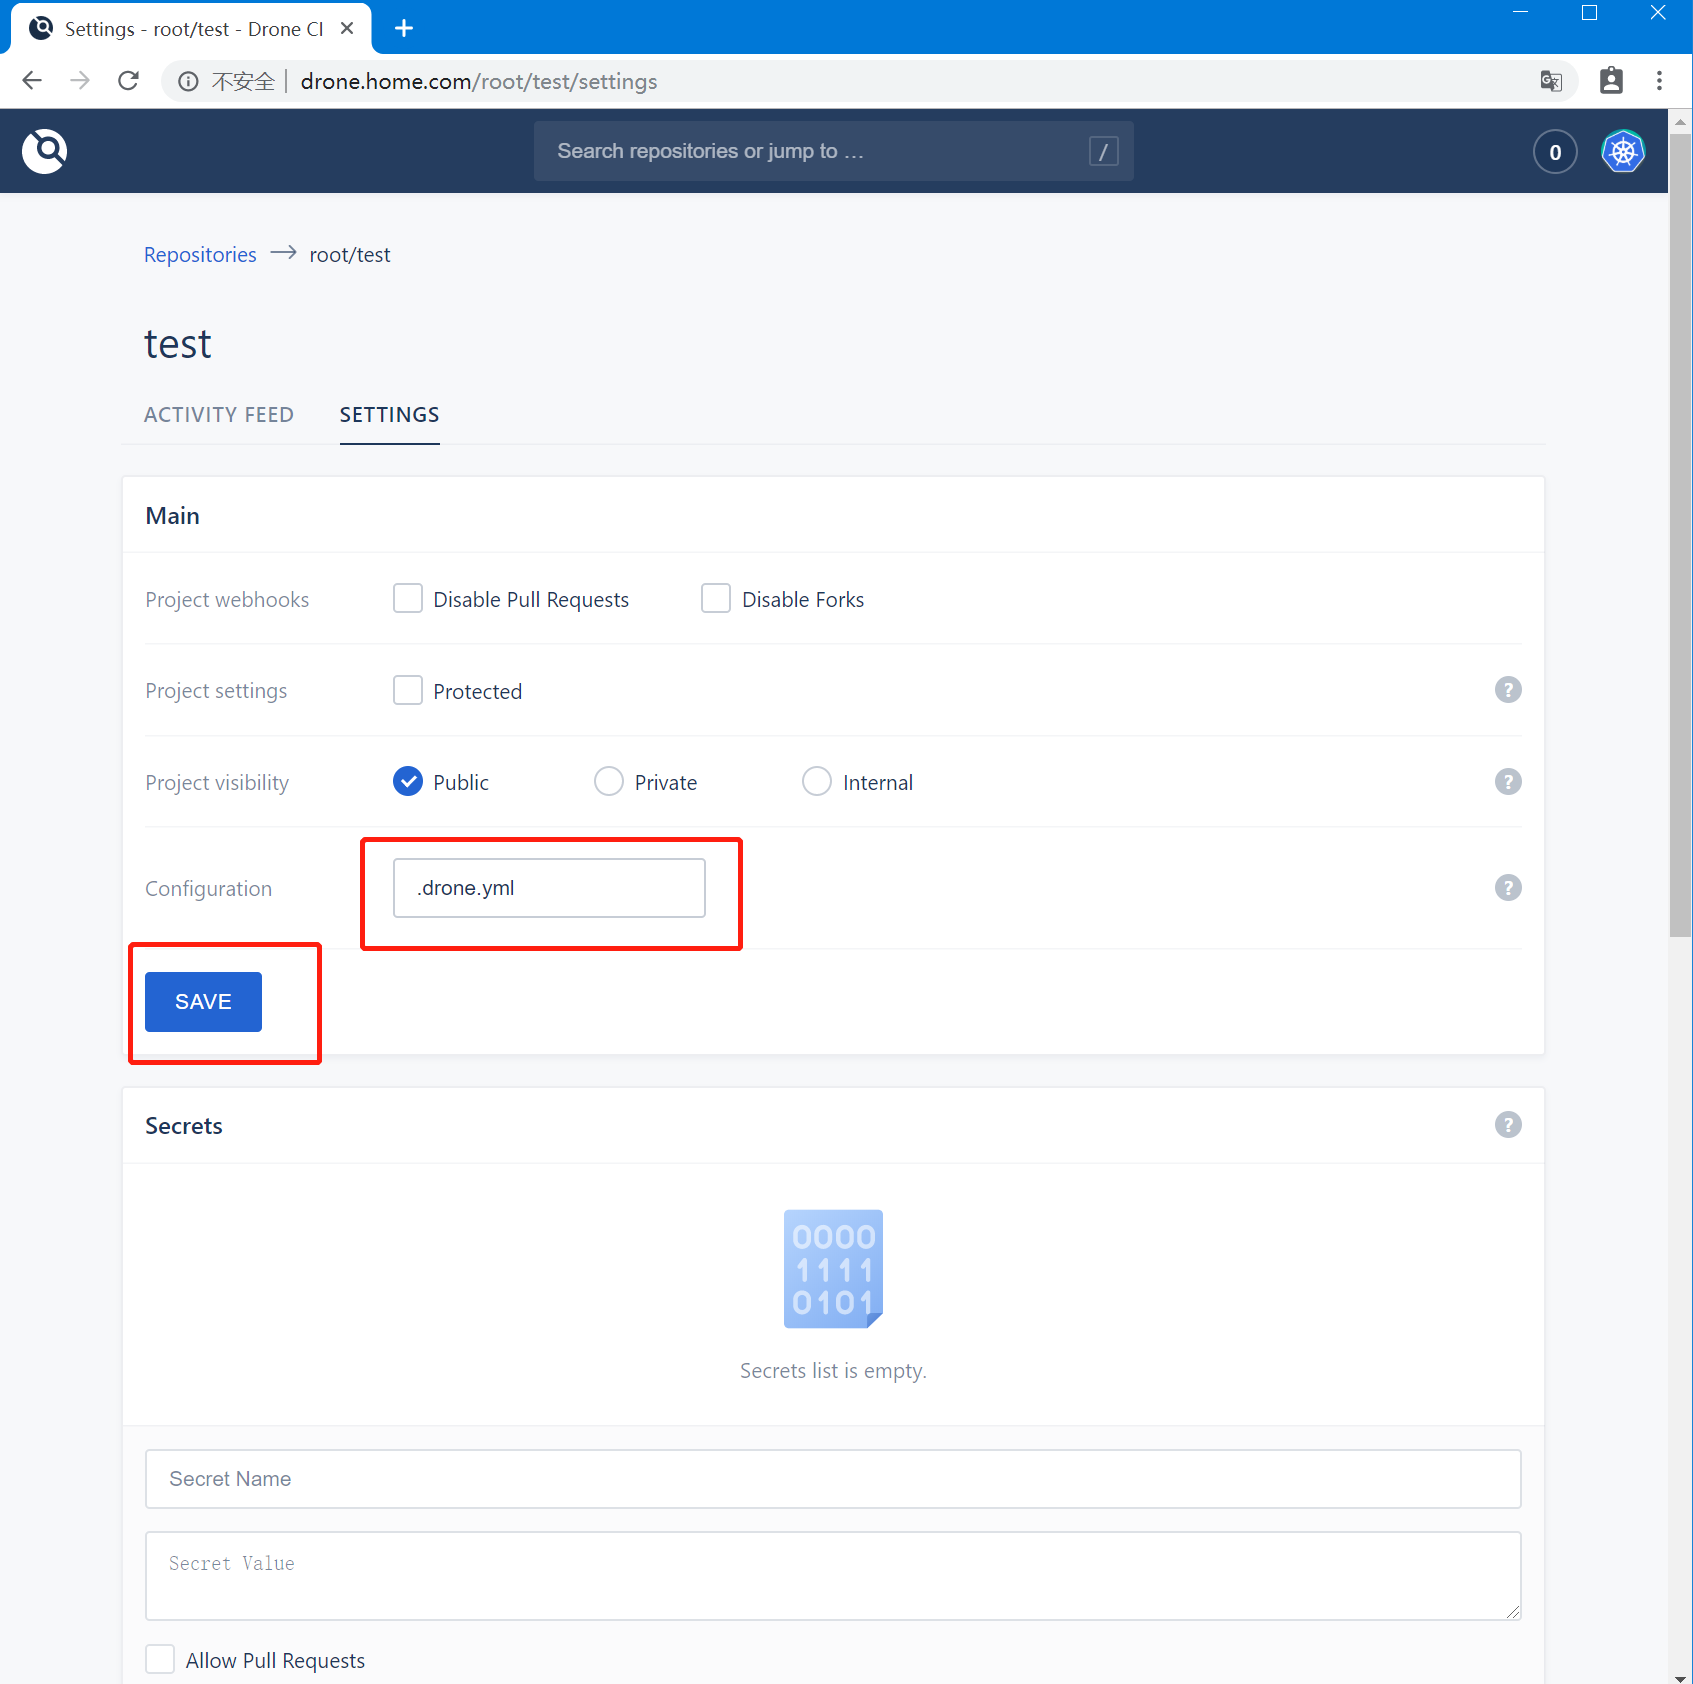 Settings - root/test - Drone CI
不安全 drone.home.com/root/test/settings
Search repositories or jump to …
/
0
Repositories → root/test
test
ACTIVITY FEED SETTINGS
Main
Project webhooks Disable Pull Requests Disable Forks
Project settings Protected ?
Project visibility Public Private Internal ?
Configuration .drone.yml ?
SAVE
Secrets ?
0000
1111
0101
Secrets list is empty.
Secret Name
Secret Value
Allow Pull Requests